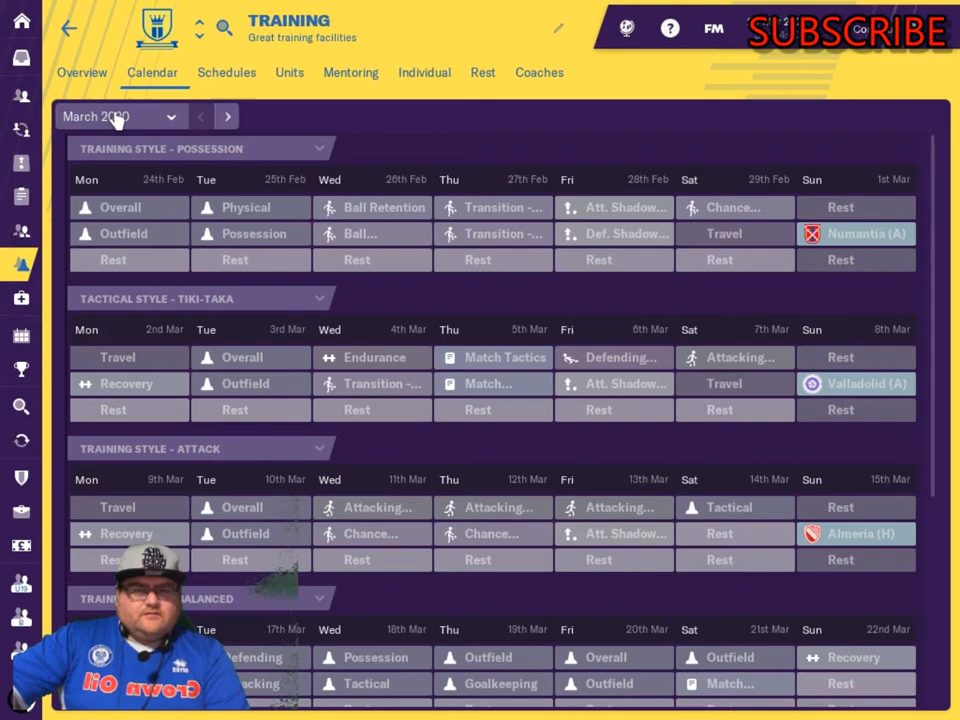 TRAINING
Great training facilities
FM
SUBSCRIBE
Overview Calendar Schedules Units Mentoring Individual Rest Coaches
March 2020
TRAINING STYLE - POSSESSION
Mon 24th Feb Tue 25th Feb Wed 26th Feb Thu 27th Feb Fri 28th Feb Sat 29th Feb Sun 1st Mar
Overall Physical Ball Retention Transition -... Att. Shadow... Chance... Rest
Outfield Possession Ball... Transition -... Def. Shadow... Travel Numantia (A)
Rest Rest Rest Rest Rest Rest Rest
TACTICAL STYLE - TIKI-TAKA
Mon 2nd Mar Tue 3rd Mar Wed 4th Mar Thu 5th Mar Fri 6th Mar Sat 7th Mar Sun 8th Mar
Travel Overall Endurance Match Tactics Defending... Attacking... Rest
Recovery Outfield Transition -... Match... Att. Shadow... Travel Valladolid (A)
Rest Rest Rest Rest Rest Rest Rest
TRAINING STYLE - ATTACK
Mon 9th Mar Tue 10th Mar Wed 11th Mar Thu 12th Mar Fri 13th Mar Sat 14th Mar Sun 15th Mar
Travel Overall Attacking... Attacking... Attacking... Tactical Rest
Recovery Outfield Chance... Chance... Att. Shadow... Rest Almería (H)
Rest Rest Rest Rest Rest Rest
BALANCED
Tue 17th Mar Wed 18th Mar Thu 19th Mar Fri 20th Mar Sat 21st Mar Sun 22nd Mar
Defending Possession Outfield Overall Outfield Recovery
Tactical Goalkeeping Outfield Match... Rest
U19
B
Crown Oil